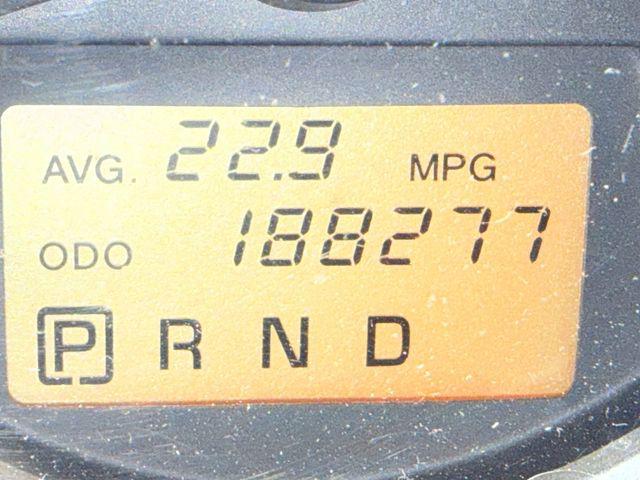 AVG. 22.9 MPG
ODO 188277
P R N D